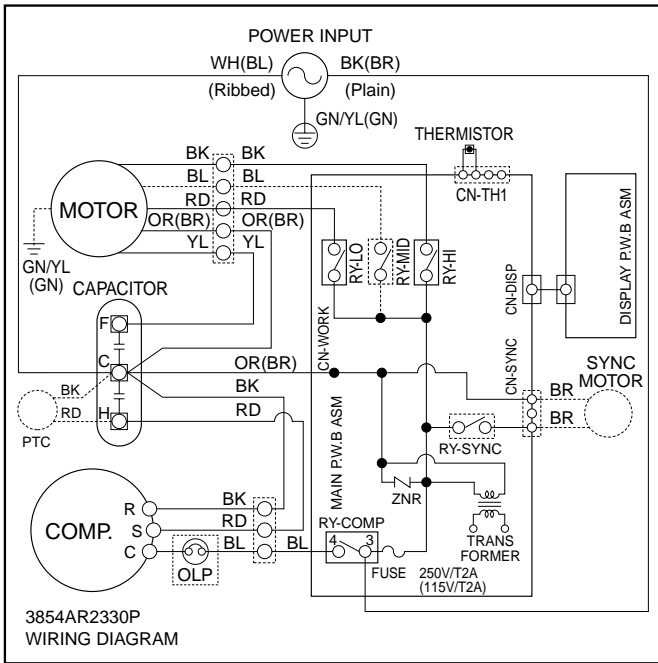 POWER INPUT
WH(BL)
BK(BR)
(Ribbed)
(Plain)
GN/YL(GN)
THERMISTOR
CN-TH1
BK
BK
BL
BL
RD
RD
OR(BR)
OR(BR)
YL
YL
MOTOR
GN/YL
(GN)
CAPACITOR
F
C
H
BK
RD
PTC
RY-LO
RY-MID
RY-HI
CN-DISP
DISPLAY P.W.B ASM
CN-WORK
CN-SYNC
SYNC
MOTOR
BR
BR
OR(BR)
BK
RD
MAIN P.W.B ASM
RY-SYNC
ZNR
TRANS
FORMER
COMP.
R
S
C
BK
RD
BL
BL
OLP
RY-COMP
4
3
FUSE
250V/T2A
(115V/T2A)
3854AR2330P
WIRING DIAGRAM